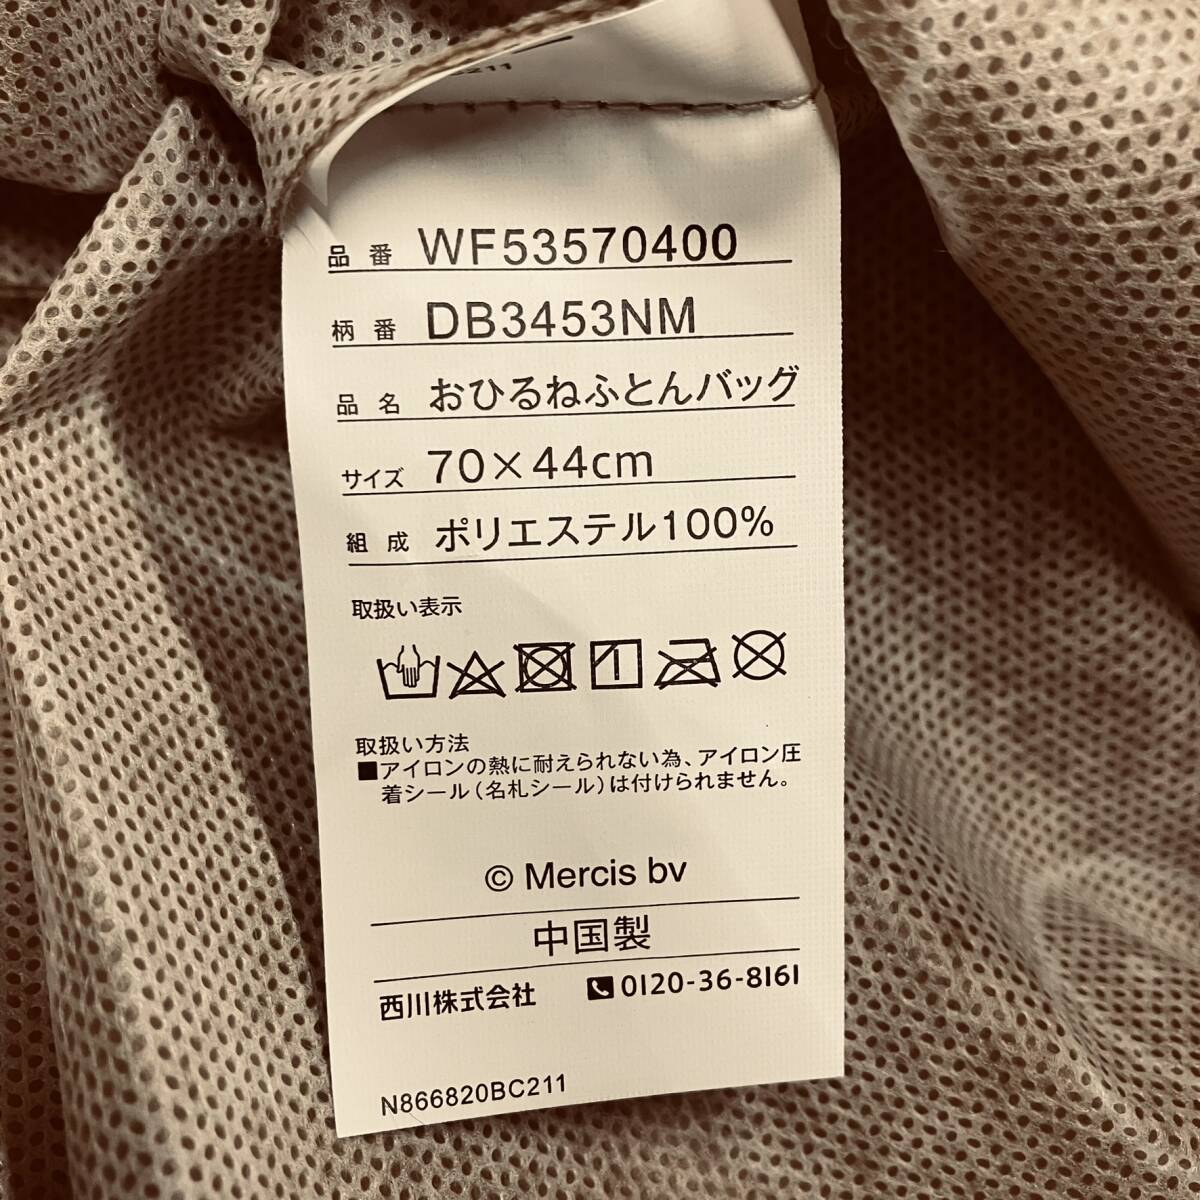 211
品番 WF53570400
柄番 DB3453NM
品名 おひるねふとんバッグ
サイズ 70×44cm
組成 ポリエステル100%
取扱い表示
取扱い方法
■アイロンの熱に耐えられない為、アイロン圧
着シール(名札シール)は付けられません。
© Mercis bv
中国製
西川株式会社 0120-36-8161
N866820BC211